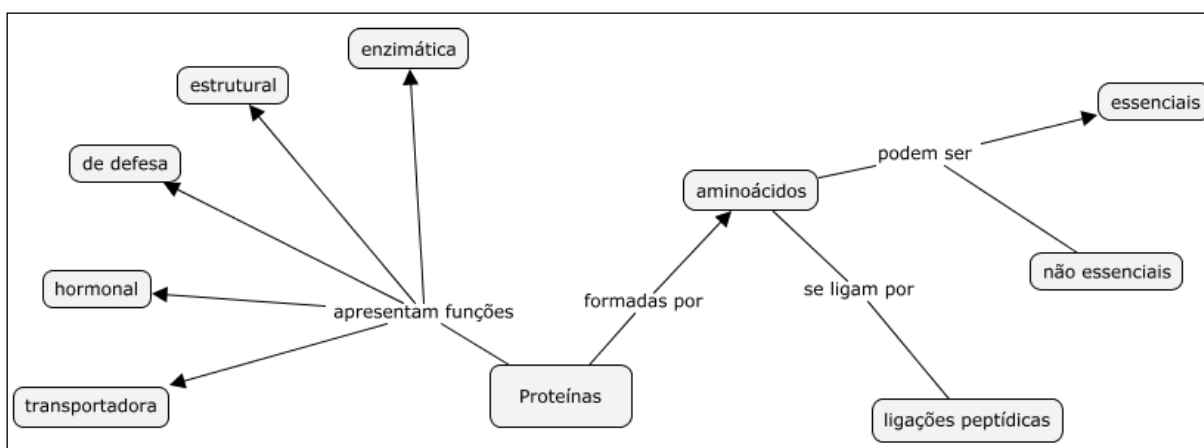 enzimática
estrutural
essenciais
de defesa
podem ser
aminoácidos
não essenciais
hormonal
se ligam por
formadas por
apresentam funções
Proteínas
transportadora
ligações peptídicas